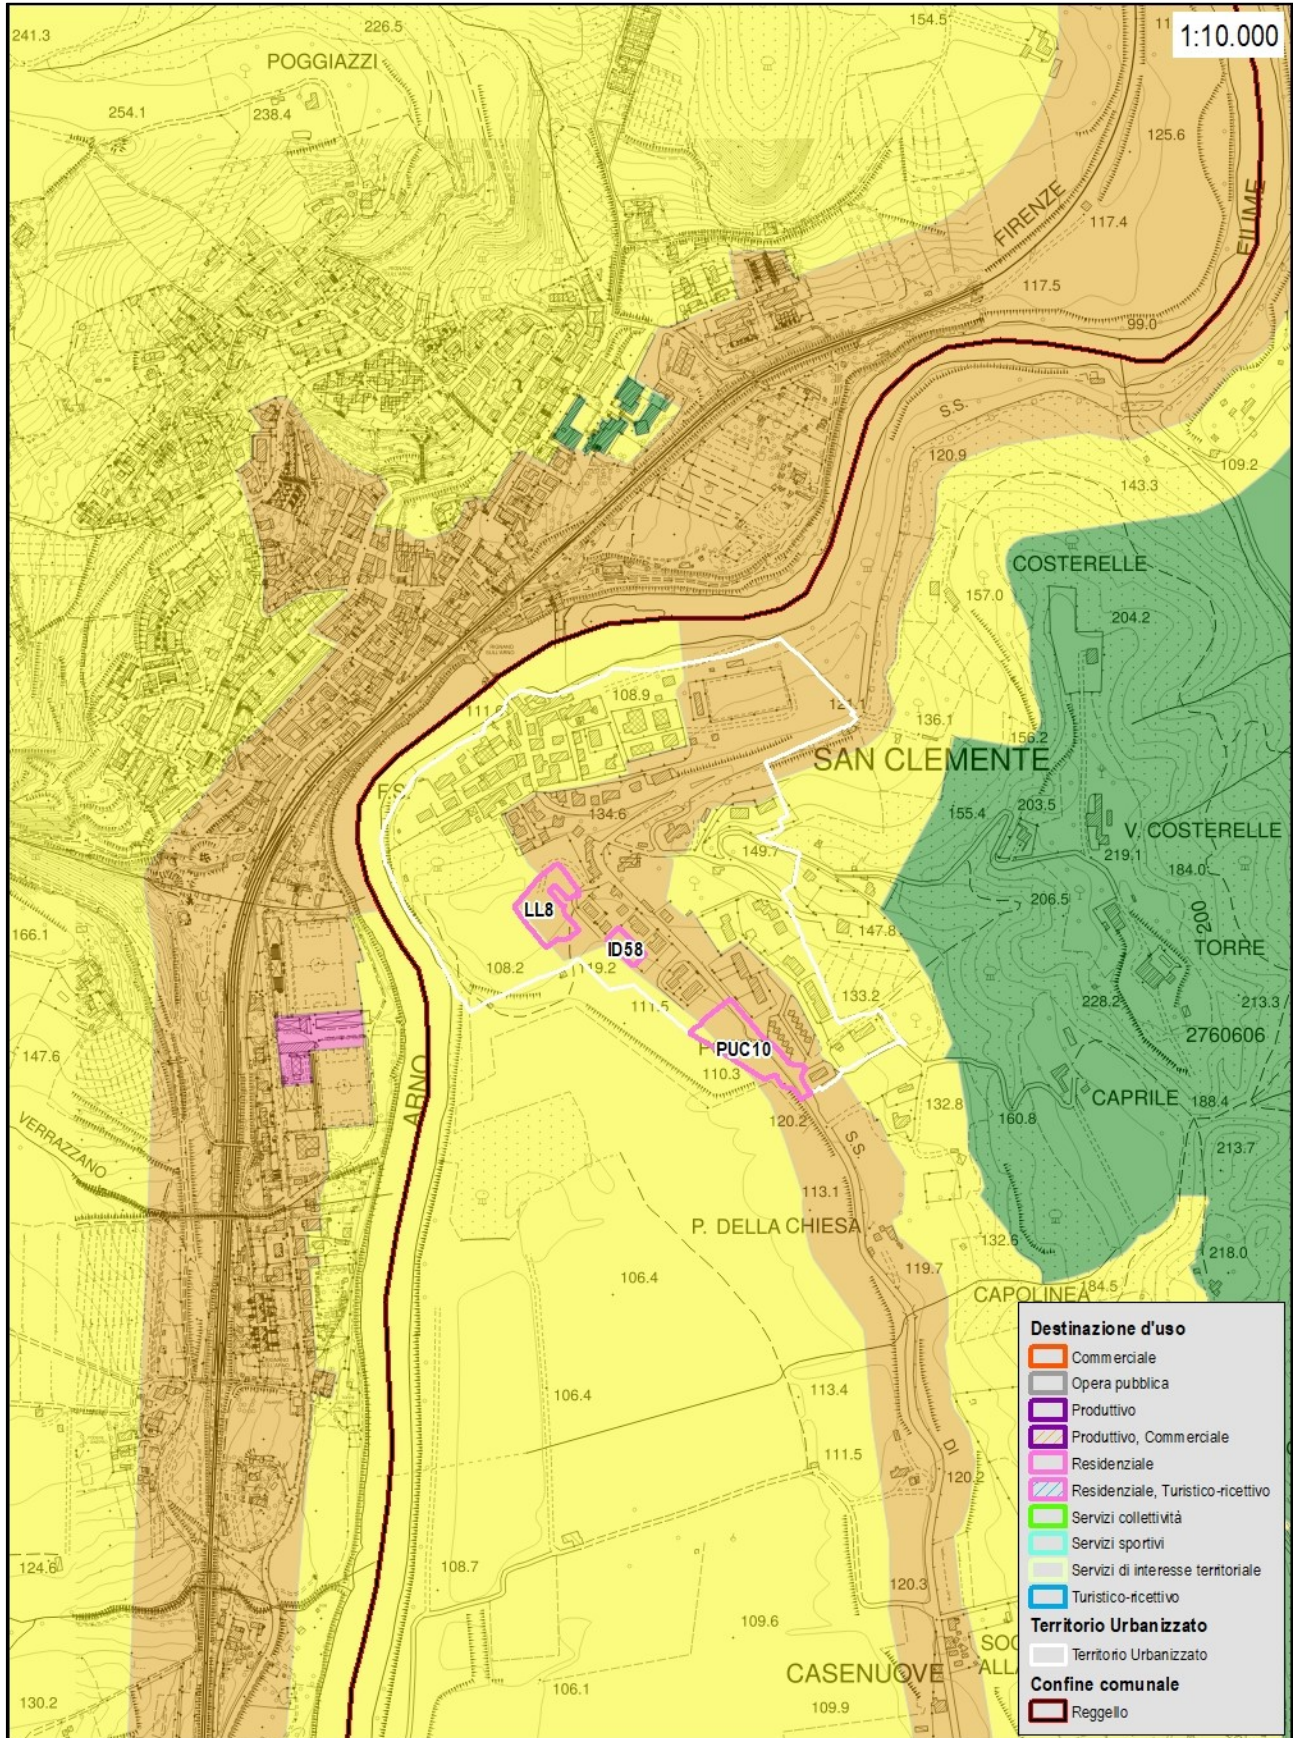 1:10.000
241.3
226.5
154.5
POGGIAZZI
254.1
238.4
125.6
FIRENZE
117.4
FIUME
117.5
99.0
S.S.
120.9
109.2
143.3
COSTERELLE
157.0
204.2
108.9
136.1
156.2
SAN CLEMENTE
F.S.
134.6
155.4
203.5
V. COSTERELLE
149.7
219.1
184.0
LL8
206.5
200
166.1
147.8
TORRE
ID58
108.2
119.2
133.2
228.2
213.3
111.5
2760606
147.6
PUC10
110.3
ARNO
CAPRILE
188.4
132.8
160.8
120.2
S.S.
213.7
VERRAZZANO
113.1
P. DELLA CHIESA
132.6
218.0
119.7
106.4
CAPOLINEA
184.5
106.4
113.4
111.5
DI
120.2
124.6
108.7
120.3
109.6
CASENUOVE
SOC
ALLA
130.2
106.1
109.9
Destinazione d'uso
Commerciale
Opera pubblica
Produttivo
Produttivo, Commerciale
Residenziale
Residenziale, Turistico-ricettivo
Servizi collettività
Servizi sportivi
Servizi di interesse territoriale
Turistico-ricettivo
Territorio Urbanizzato
Territorio Urbanizzato
Confine comunale
Reggello